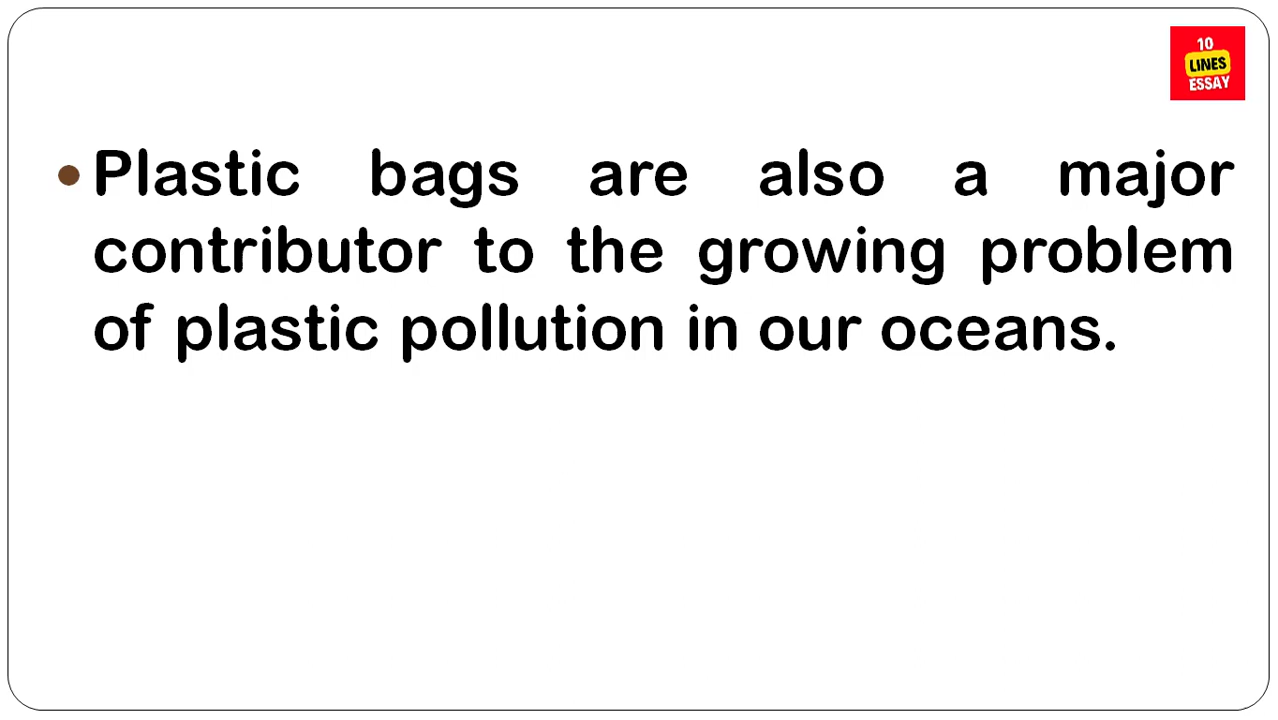 10
LINES
ESSAY
• Plastic bags are also a major
contributor to the growing problem
of plastic pollution in our oceans.